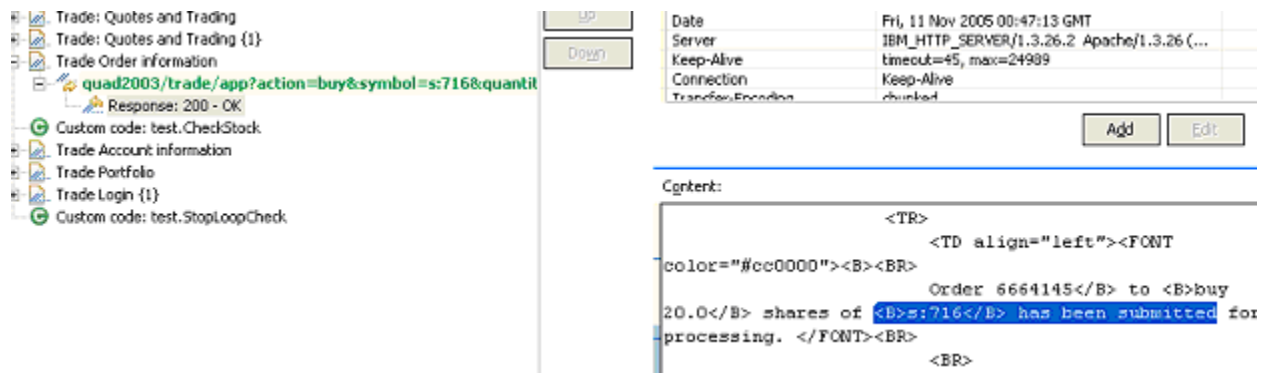 Trade: Quotes and Trading
Trade: Quotes and Trading {1}
Trade Order information
quad2003/trade/app?action=buy&symbol=s:716&quantit
Response: 200 - OK
Custom code: test.CheckStock
Trade Account information
Trade Portfolio
Trade Login {1}
Custom code: test.StopLoopCheck
Up
Down
Date Fri, 11 Nov 2005 00:47:13 GMT
Server IBM_HTTP_SERVER/1.3.26.2 Apache/1.3.26 (...
Keep-Alive timeout=45, max=24989
Connection Keep-Alive
Transfer-Encoding chunked
Add Edit
Content:
<TR>
<TD align="left"><FONT
color="#cc0000"><B><BR>
Order 6664145</B> to <B>buy
20.0</B> shares of <B>s:716</B> has been submitted for
processing. </FONT><BR>
<BR>